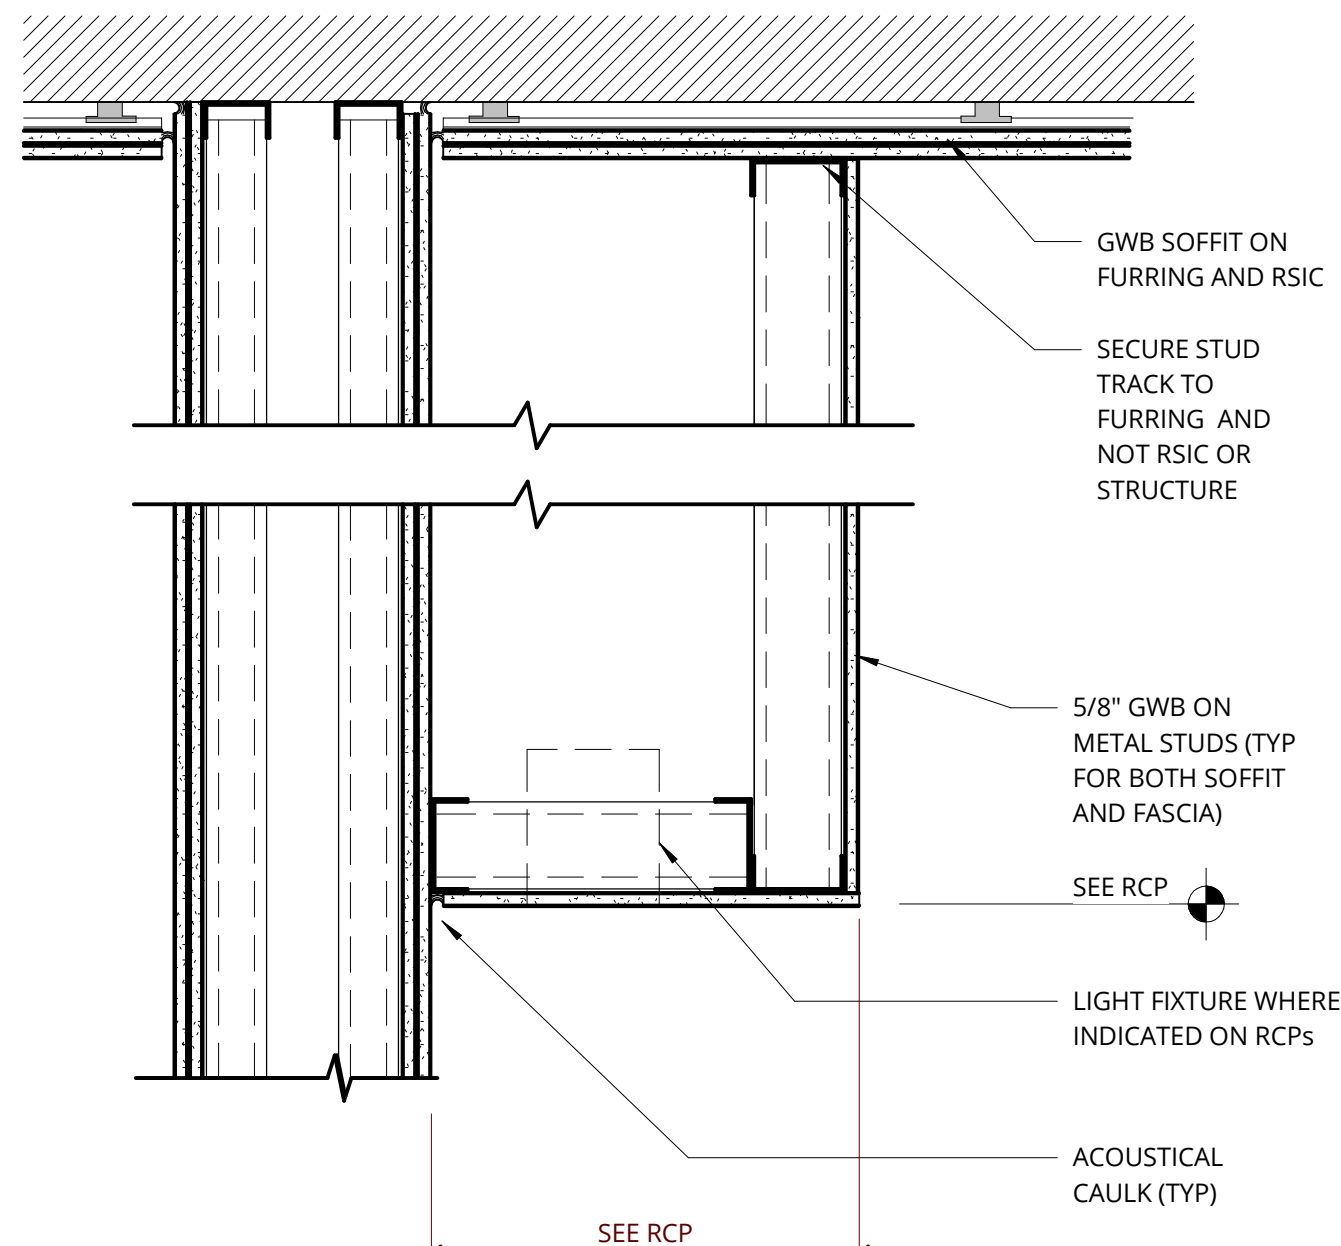 GWB SOFFIT ON
FURRING AND RSIC
SECURE STUD
TRACK TO
FURRING AND
NOT RSIC OR
STRUCTURE
5/8" GWB ON
METAL STUDS (TYP
FOR BOTH SOFFIT
AND FASCIA)
SEE RCP
LIGHT FIXTURE WHERE
INDICATED ON RCPs
ACOUSTICAL
CAULK (TYP)
SEE RCP